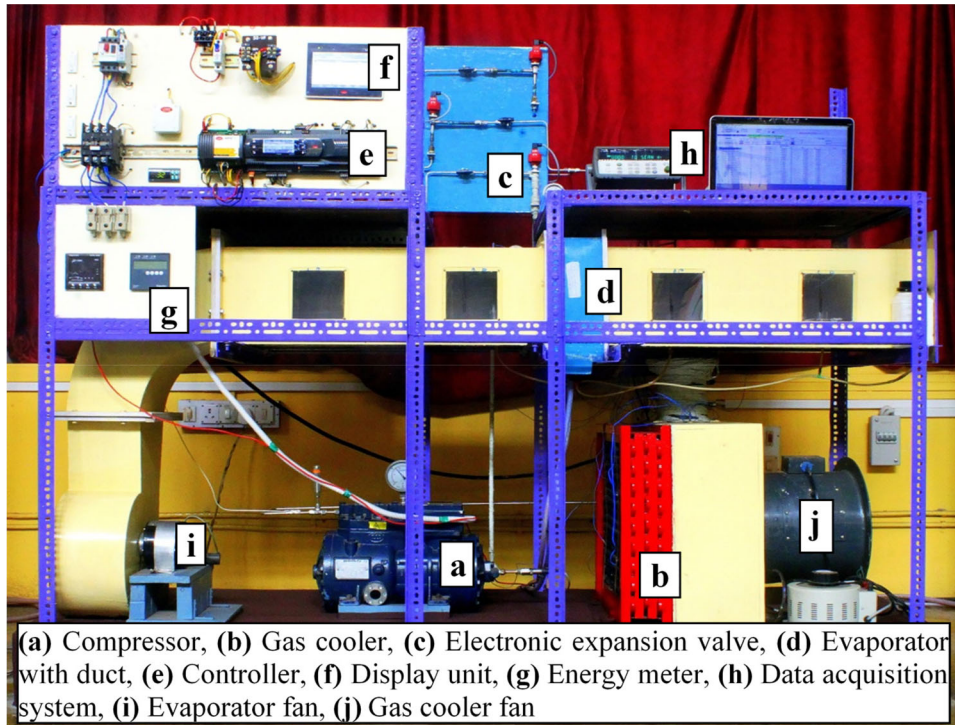 f
e
c
h
d
g
i
a
b
j
(a) Compressor, (b) Gas cooler, (c) Electronic expansion valve, (d) Evaporator
with duct, (e) Controller, (f) Display unit, (g) Energy meter, (h) Data acquisition
system, (i) Evaporator fan, (j) Gas cooler fan